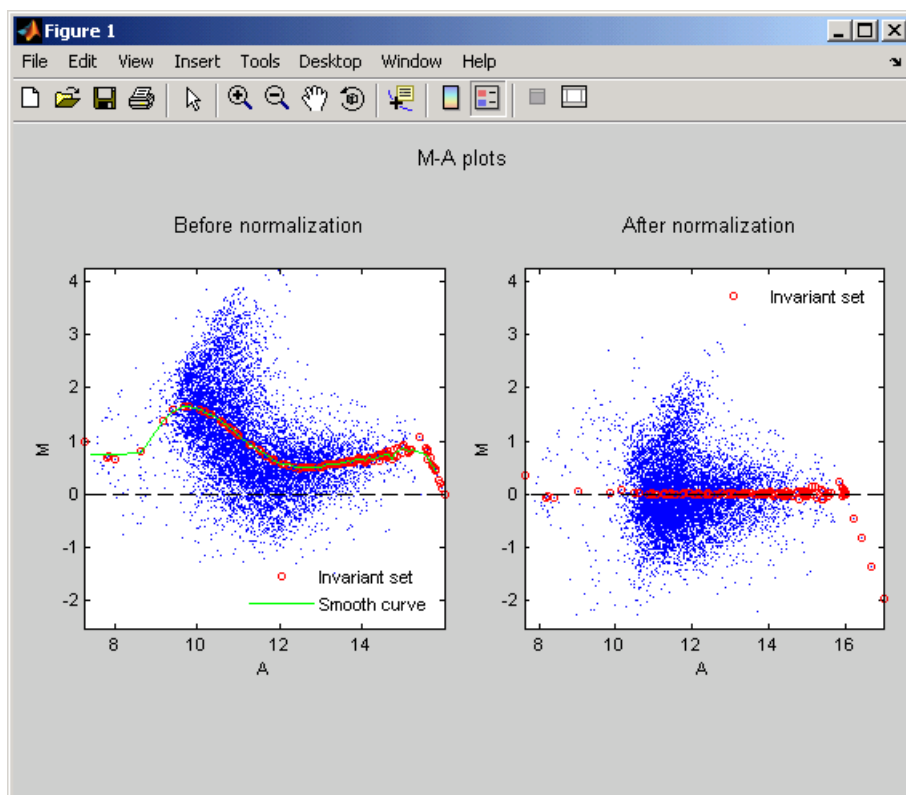 Figure 1
File Edit View Insert Tools Desktop Window Help
M-A plots
Before normalization
4
3
2
1
0
-1
-2
M
8 10 12 14
A
Invariant set
Smooth curve
After normalization
4
3
2
1
0
-1
-2
M
8 10 12 14 16
A
Invariant set